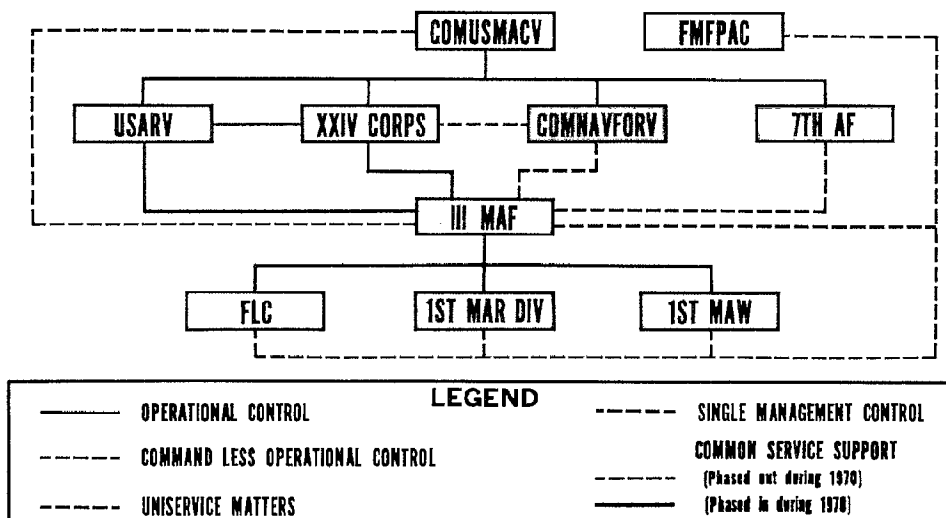 COMUSMACV
FMFPAC
USARV
XXIV CORPS
COMNAVFORV
7TH AF
III MAF
FLC
1ST MAR DIV
1ST MAW
LEGEND
OPERATIONAL CONTROL
COMMAND LESS OPERATIONAL CONTROL
UNISERVICE MATTERS
SINGLE MANAGEMENT CONTROL
COMMON SERVICE SUPPORT
(Phased out during 1970)
(Phased in during 1970)